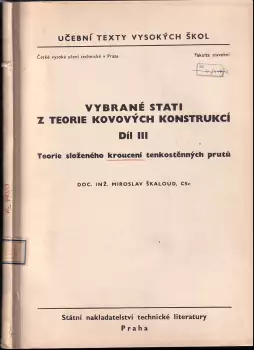 UČEBNÍ TEXTY VYSOKÝCH ŠKOL
České vysoké učení technické v Praze
Fakulta stavební
VYBRANÉ STATI
Z TEORIE KOVOVÝCH KONSTRUKCÍ
Díl III
Teorie složeného kroucení tenkostěnných prutů
DOC. INŽ. MIROSLAV ŠKALOUD, CSc.
Státní nakladatelství technické literatury
Praha